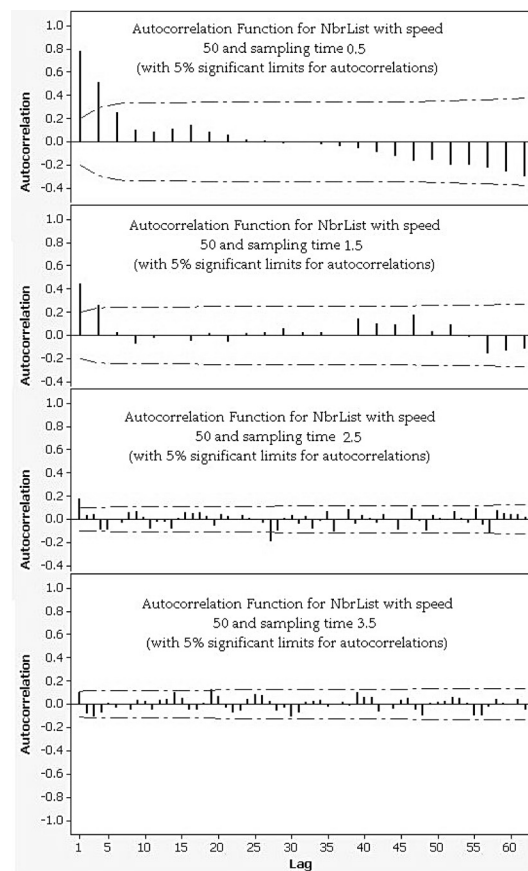 Autocorrelation Function for NbrList with speed
50 and sampling time 0.5
(with 5% significant limits for autocorrelations)
Autocorrelation
1.0
0.8
0.6
0.4
0.2
0.0
-0.2
-0.4
Autocorrelation Function for NbrList with speed
50 and sampling time 1.5
(with 5% significant limits for autocorrelations)
Autocorrelation
1.0
0.8
0.6
0.4
0.2
0.0
-0.2
-0.4
Autocorrelation Function for NbrList with speed
50 and sampling time 2.5
(with 5% significant limits for autocorrelations)
Autocorrelation
1.0
0.8
0.6
0.4
0.2
0.0
-0.2
-0.4
Autocorrelation Function for NbrList with speed
50 and sampling time 3.5
(with 5% significant limits for autocorrelations)
Autocorrelation
1.0
0.8
0.6
0.4
0.2
0.0
-0.2
-0.4
-0.6
-0.8
-1.0
1 5 10 15 20 25 30 35 40 45 50 55 60
Lag